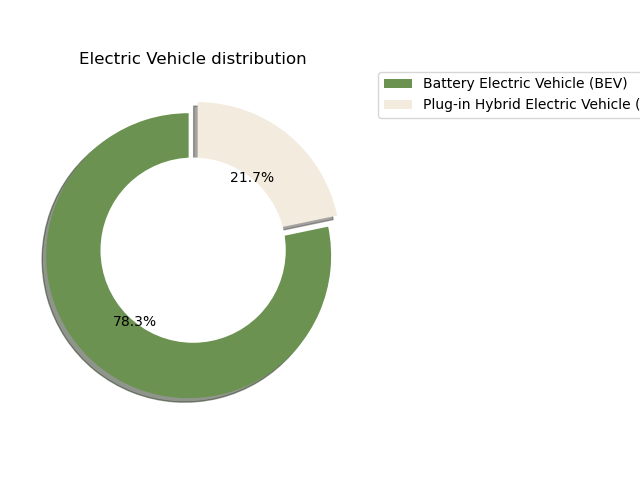 Electric Vehicle distribution
Battery Electric Vehicle (BEV)
Plug-in Hybrid Electric Vehicle (
21.7%
78.3%